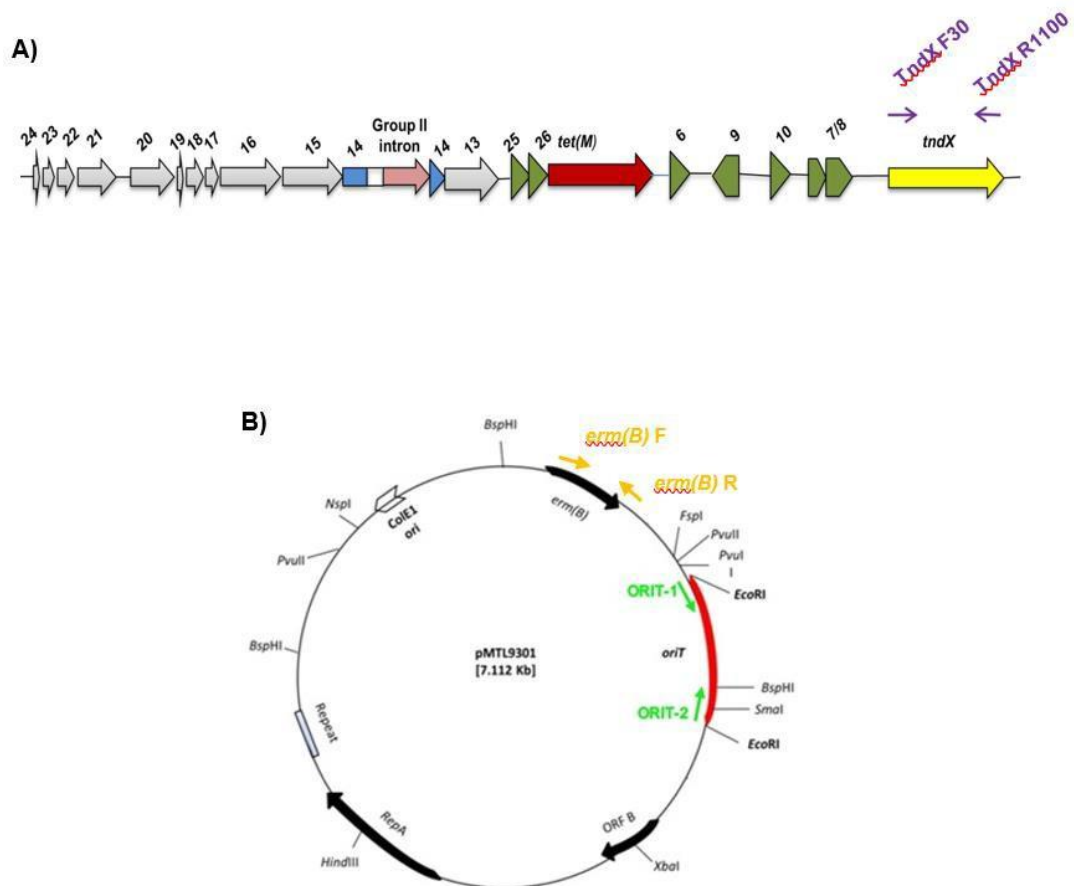 A)
TndX F30
TndX R1100
24
23
22
21
20
19
18
17
16
15
14
Group II
intron
14
13
25
26
tet(M)
6
9
10
7/8
tndX
B)
BspHI
erm(B) F
erm(B) R
erm(B)
NspI
ColE1
ori
PvuII
FspI
PvuII
PvuI
I
EcoRI
ORIT-1
BspHI
pMTL9301
[7.112 Kb]
oriT
BspHI
SmaI
ORIT-2
EcoRI
Repeat
RepA
ORF B
HindIII
XbaI